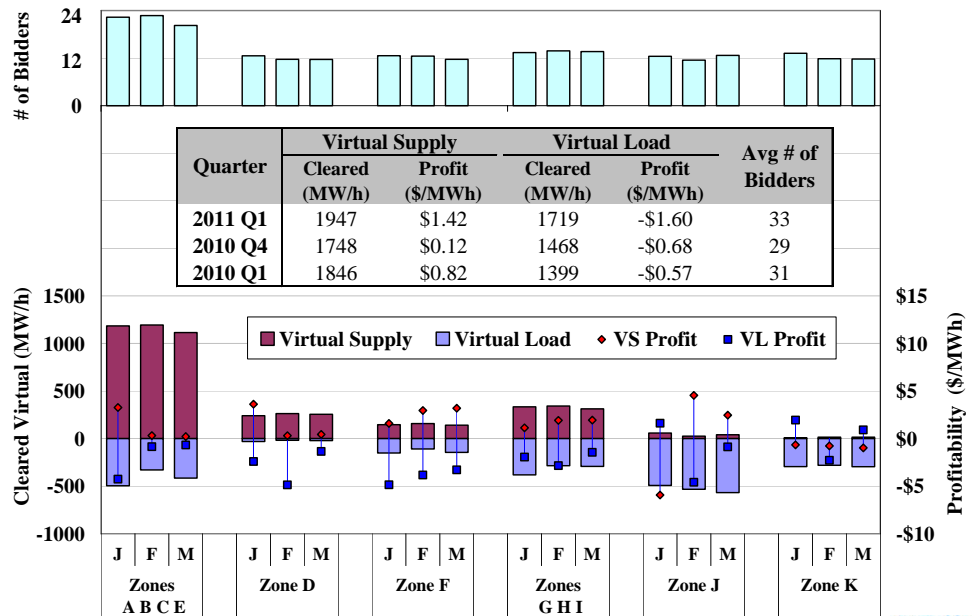 # of Bidders
24
12
0
Quarter Virtual Supply Virtual Load Avg # of Bidders
Cleared (MW/h) Profit ($/MWh) Cleared (MW/h) Profit ($/MWh)
2011 Q1 1947 $1.42 1719 -$1.60 33
2010 Q4 1748 $0.12 1468 -$0.68 29
2010 Q1 1846 $0.82 1399 -$0.57 31
Cleared Virtual (MW/h)
1500
1000
500
0
-500
-1000
Virtual Supply Virtual Load VS Profit VL Profit
$15
$10
$5
$0
-$5
-$10
Profitability ($/MWh)
J F M J F M J F M J F M J F M J F M
Zones A B C E
Zone D
Zone F
Zones G H I
Zone J
Zone K